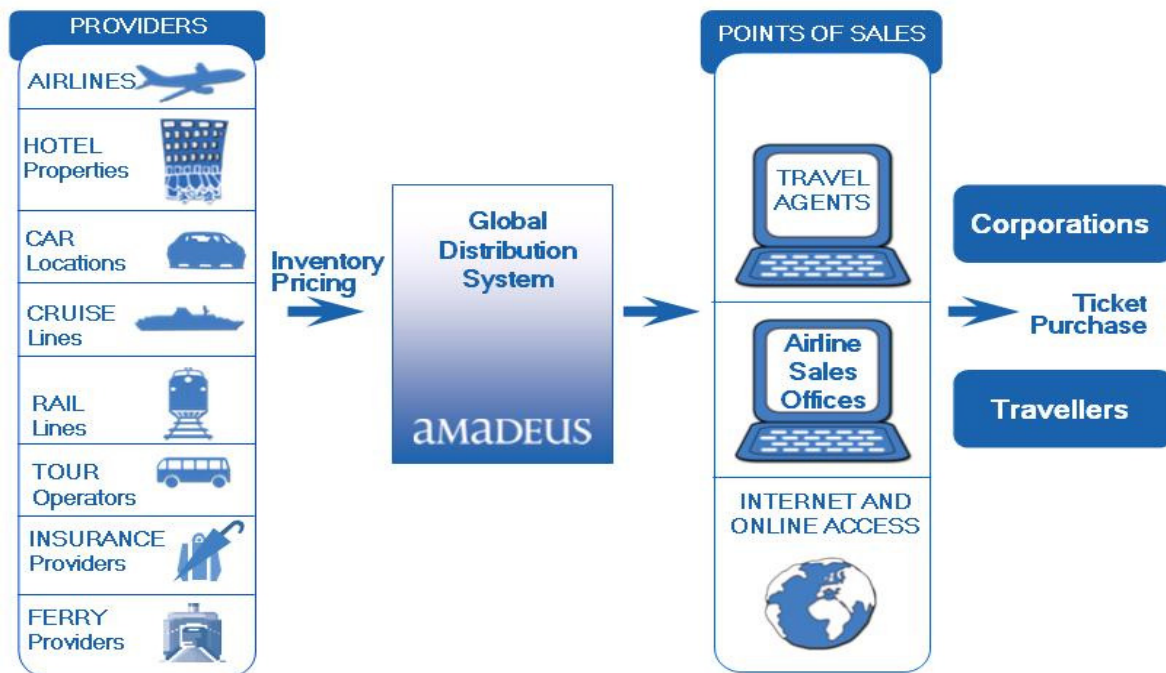 PROVIDERS
AIRLINES
HOTEL
Properties
CAR
Locations
CRUISE
Lines
RAIL
Lines
TOUR
Operators
INSURANCE
Providers
FERRY
Providers
Inventory
Pricing
Global
Distribution
System
aMaDEUS
POINTS OF SALES
TRAVEL
AGENTS
Airline
Sales
Offices
INTERNET AND
ONLINE ACCESS
Corporations
Ticket
Purchase
Travellers